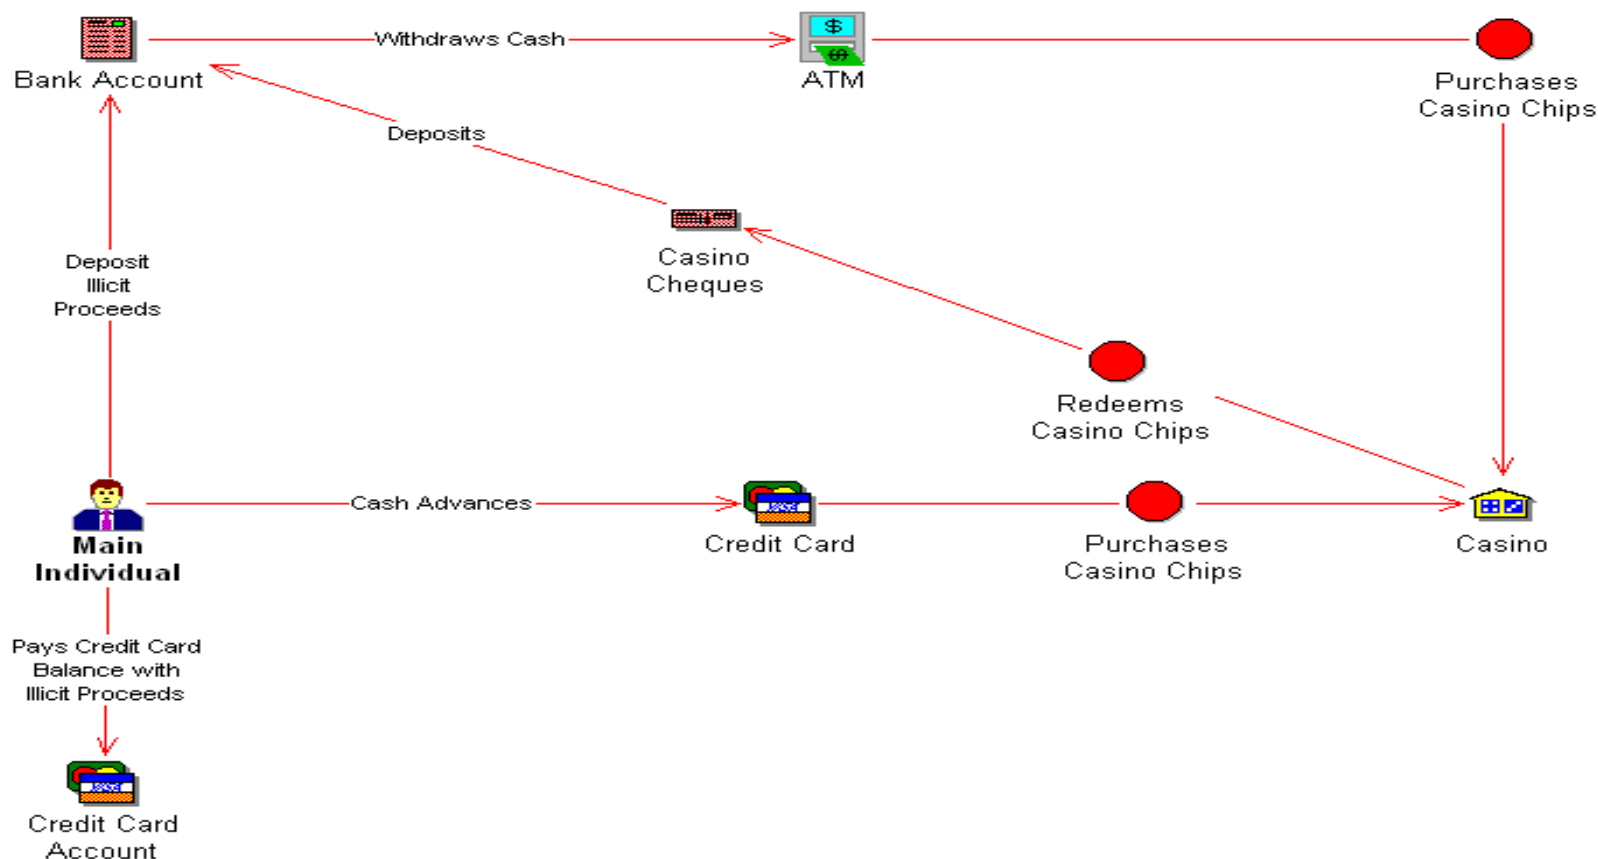 Withdraws Cash
$
Bank Account
ATM
Purchases
Casino Chips
Deposits
Casino
Cheques
Deposit
Illicit
Proceeds
Redeems
Casino Chips
Cash Advances
Main
Individual
Credit Card
Purchases
Casino Chips
Casino
Pays Credit Card
Balance with
Illicit Proceeds
Credit Card
Account